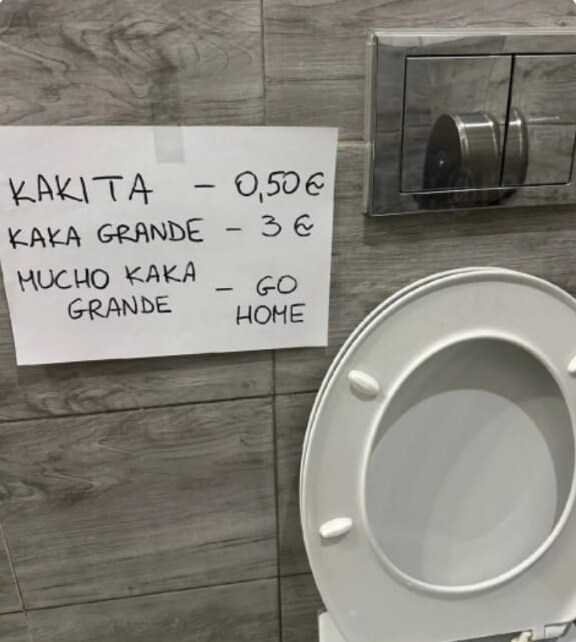 KAKITA - 0,50€
KAKA GRANDE - 3 €
MUCHO KAKA GRANDE - GO HOME